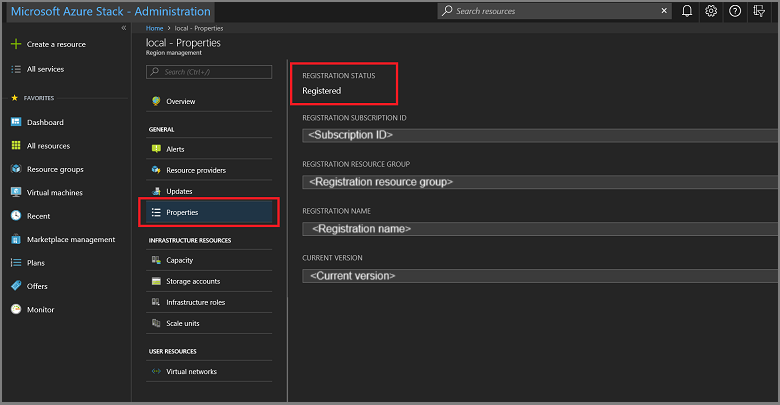 Microsoft Azure Stack - Administration
Search resources
Create a resource
All services
FAVORITES
Dashboard
All resources
Resource groups
Virtual machines
Recent
Marketplace management
Plans
Offers
Monitor
Home > local - Properties
local - Properties
Region management
Search (Ctrl+/)
Overview
GENERAL
Alerts
Resource providers
Updates
Properties
INFRASTRUCTURE RESOURCES
Capacity
Storage accounts
Infrastructure roles
Scale units
USER RESOURCES
Virtual networks
REGISTRATION STATUS
Registered
REGISTRATION SUBSCRIPTION ID
<Subscription ID>
REGISTRATION RESOURCE GROUP
<Registration resource group>
REGISTRATION NAME
<Registration name>
CURRENT VERSION
<Current version>